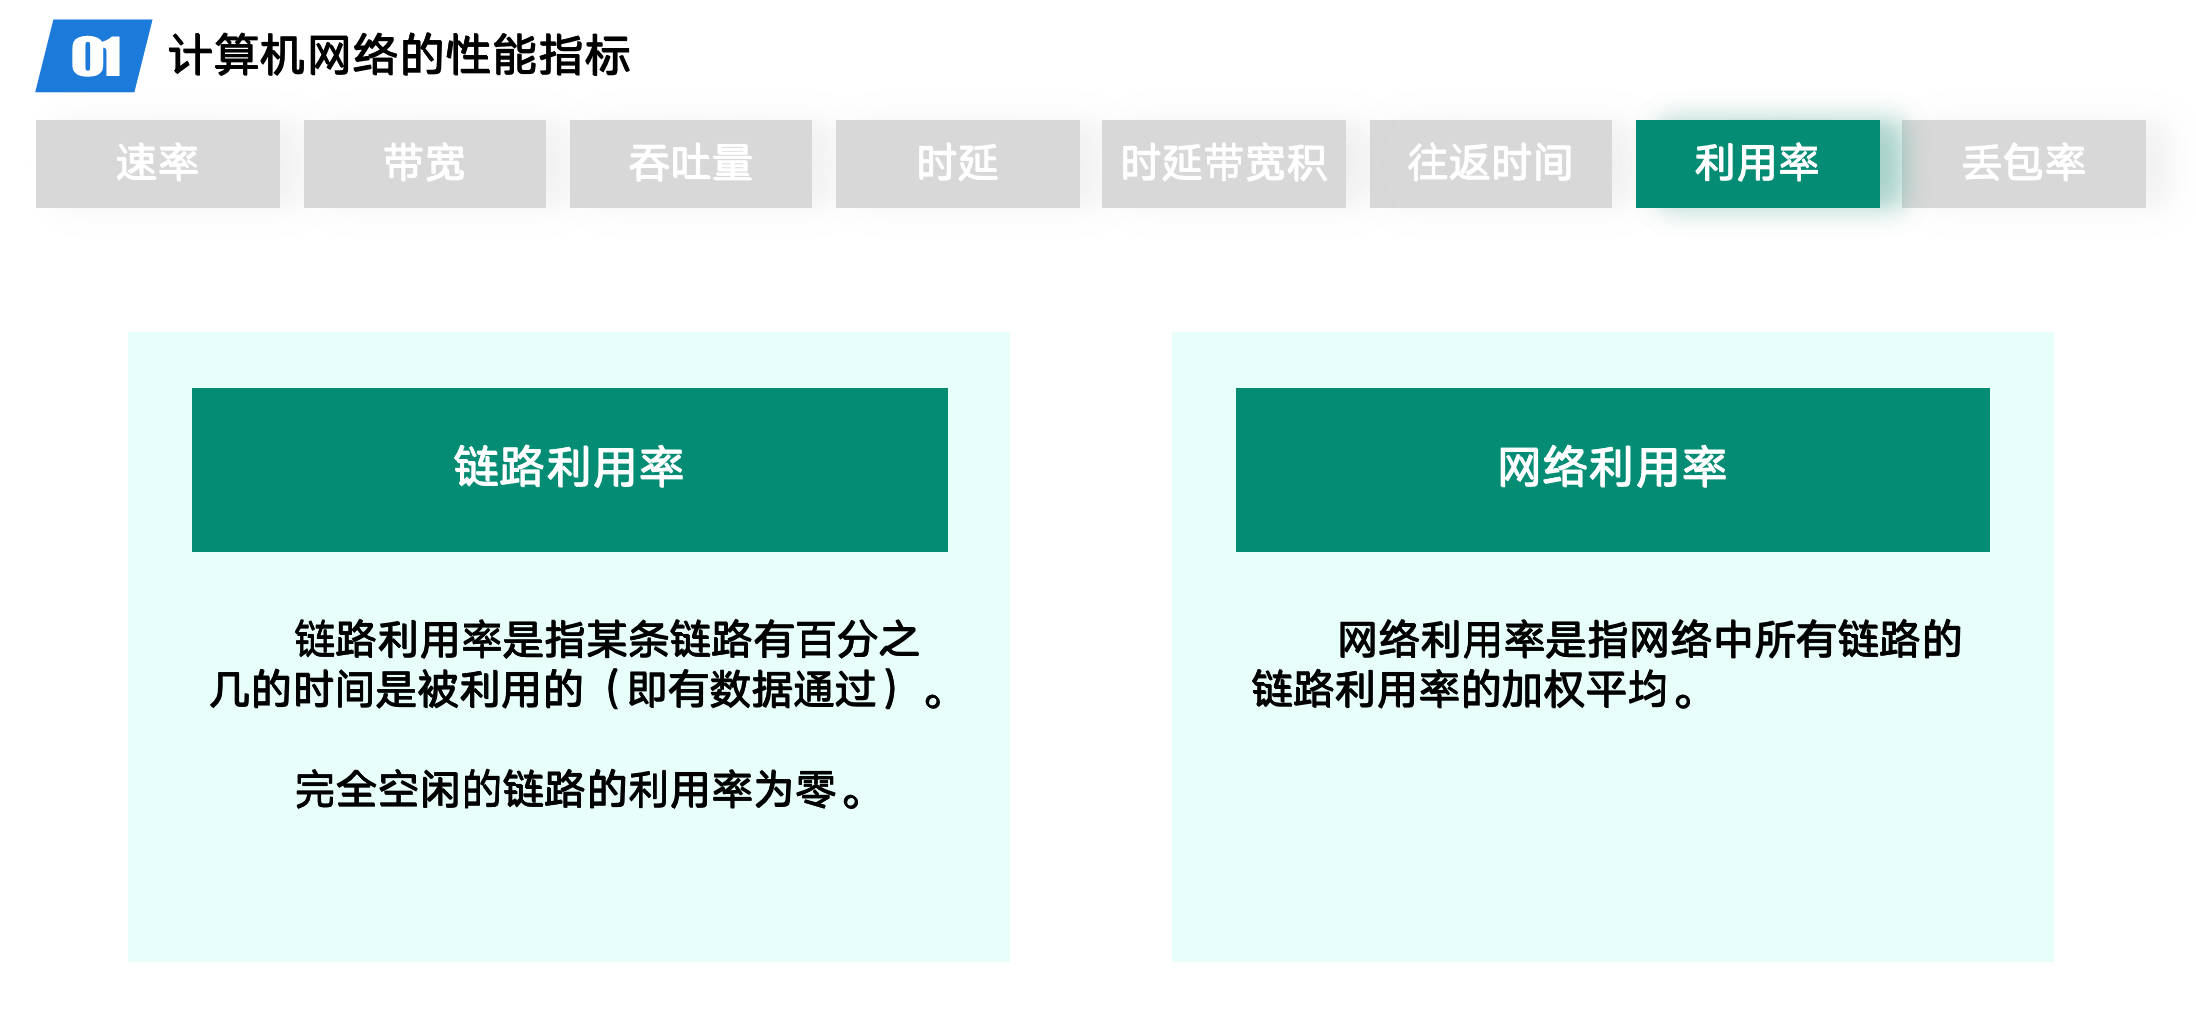 01 计算机网络的性能指标
速率 带宽 吞吐量 时延 时延带宽积 往返时间 利用率 丢包率
链路利用率
链路利用率是指某条链路有百分之
几的时间是被利用的（即有数据通过）。
完全空闲的链路的利用率为零。
网络利用率
网络利用率是指网络中所有链路的
链路利用率的加权平均。